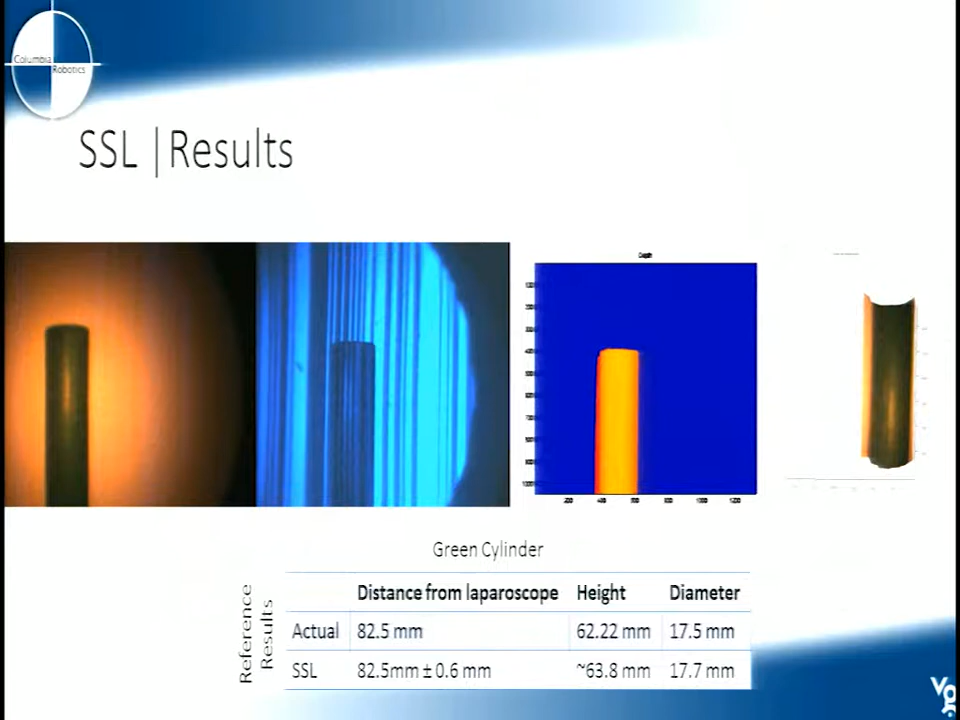 Columbia
Robotics
SSL | Results
Depth
Green Cylinder
Reference
Results
Distance from laparoscope Height Diameter
Actual 82.5 mm 62.22 mm 17.5 mm
SSL 82.5mm ± 0.6 mm ~63.8 mm 17.7 mm